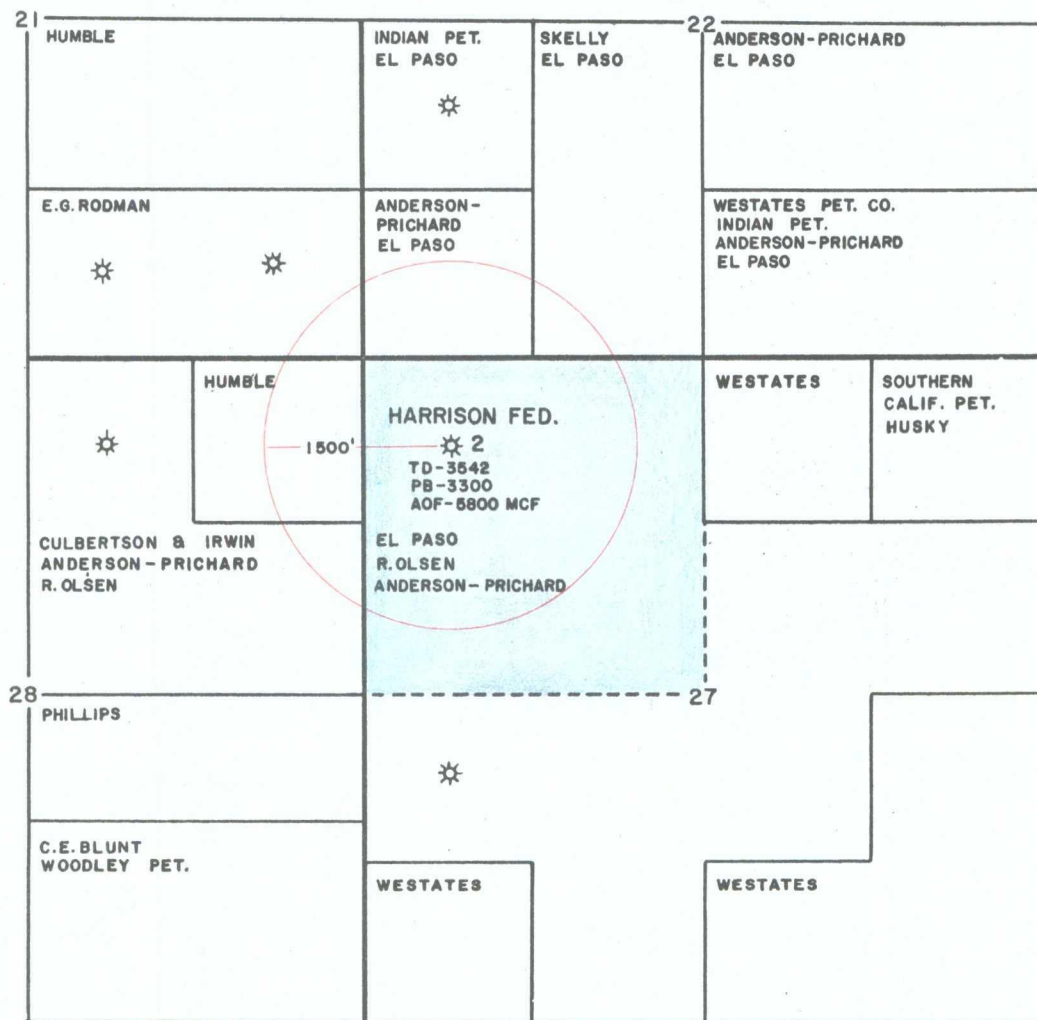 21
22
HUMBLE
INDIAN PET.
EL PASO
SKELLY
EL PASO
ANDERSON-PRICHARD
EL PASO
E.G. RODMAN
ANDERSON-
PRICHARD
EL PASO
WESTATES PET. CO.
INDIAN PET.
ANDERSON-PRICHARD
EL PASO
HUMBLE
HARRISON FED.
1500'
2
TD-3542
PB-3300
AOF-5800 MCF
EL PASO
R. OLSEN
ANDERSON-PRICHARD
WESTATES
SOUTHERN
CALIF. PET.
HUSKY
CULBERTSON & IRWIN
ANDERSON-PRICHARD
R. OLSEN
28
27
PHILLIPS
C.E. BLUNT
WOODLEY PET.
WESTATES
WESTATES